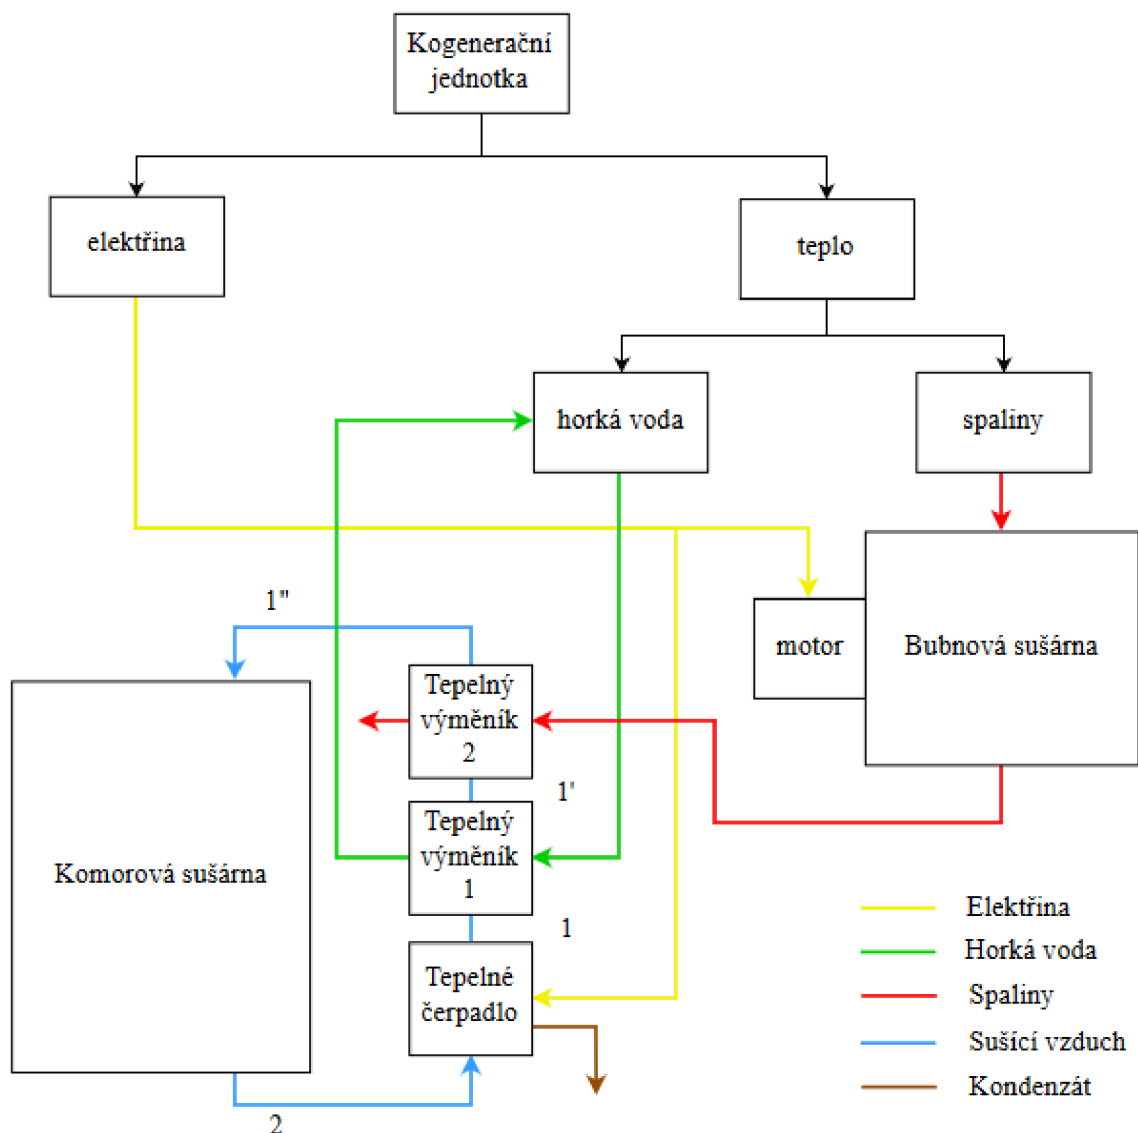 Kogenerační
jednotka
elektřina
teplo
horká voda
spaliny
1"
motor
Bubnová sušárna
Tepelný
výměník
2
1'
Tepelný
výměník
1
Komorová sušárna
1
Tepelné
čerpadlo
2
Elektřina
Horká voda
Spaliny
Sušící vzduch
Kondenzát